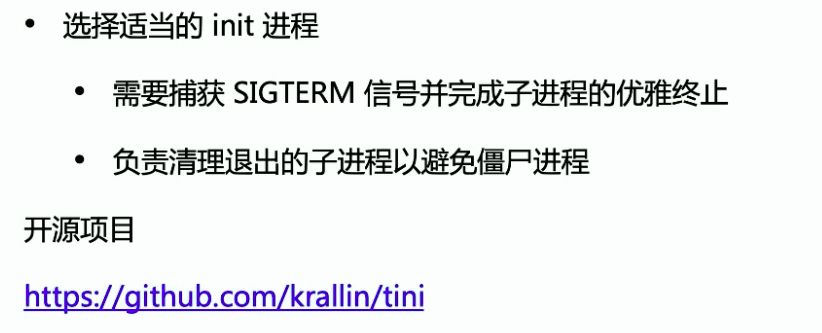 • 选择适当的 init 进程
• 需要捕获 SIGTERM 信号并完成子进程的优雅终止
• 负责清理退出的子进程以避免僵尸进程
开源项目
https://github.com/krallin/tini